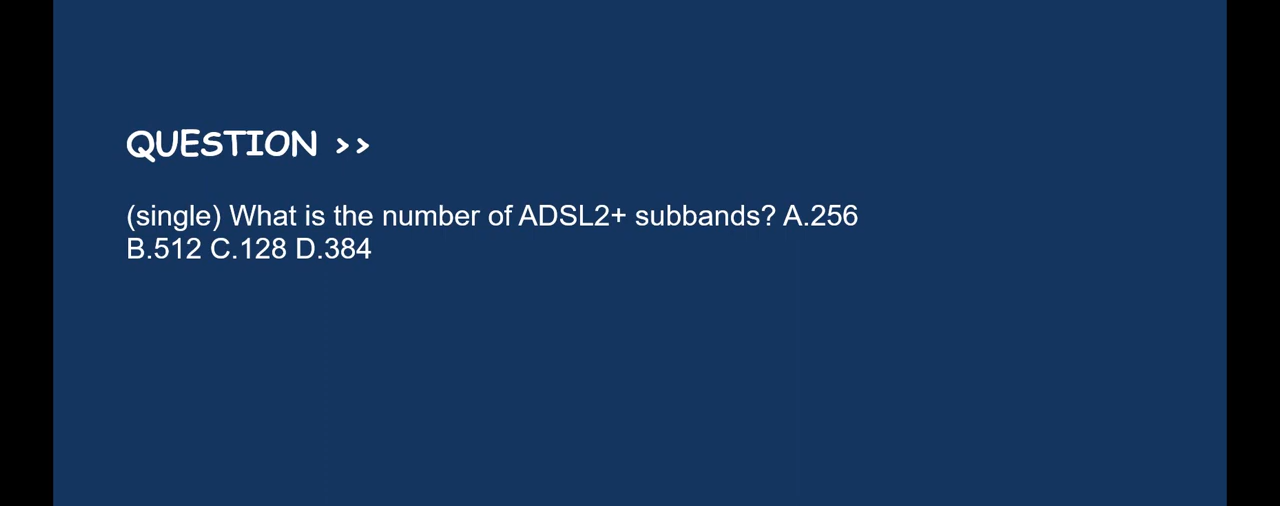 QUESTION >>
(single) What is the number of ADSL2+ subbands? A.256
B.512 C.128 D.384